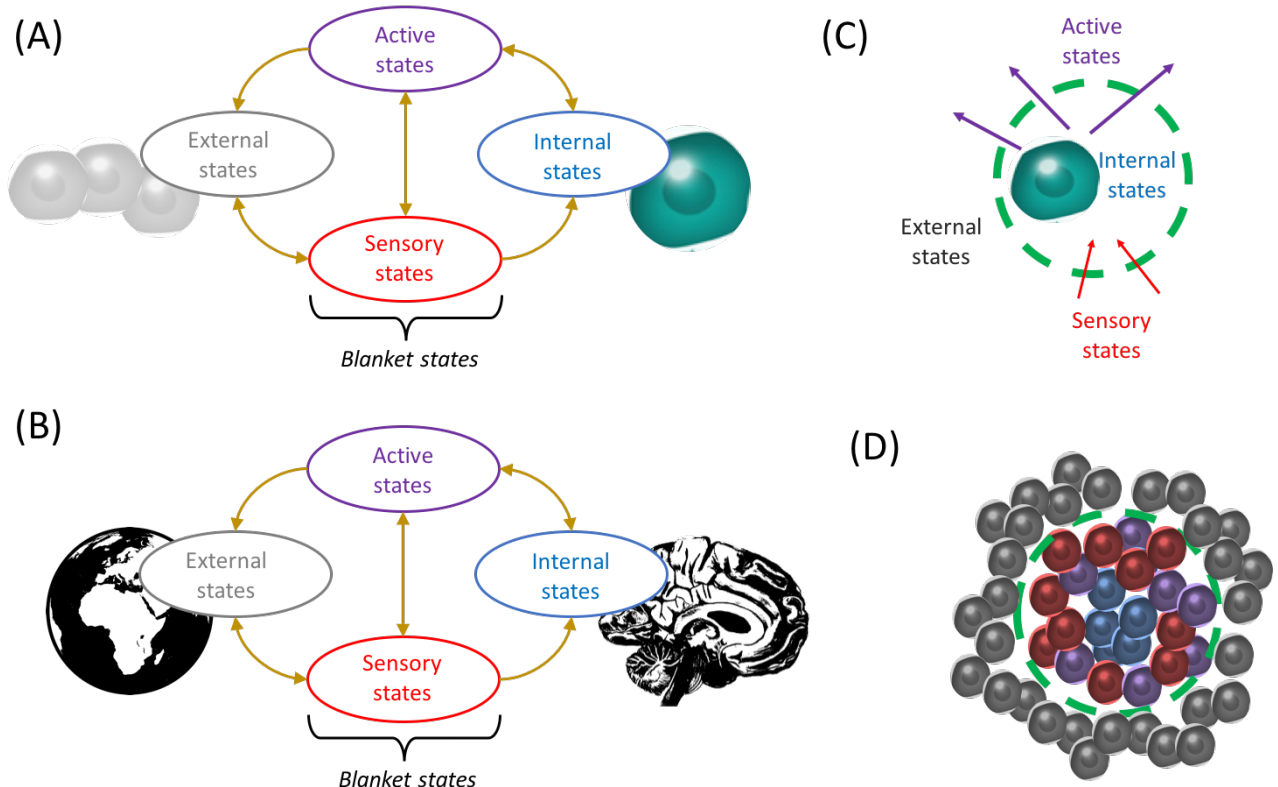 (A)
Active
states
External
states
Internal
states
Sensory
states
Blanket states
(B)
Active
states
External
states
Internal
states
Sensory
states
Blanket states
(C)
Active
states
Internal
states
External
states
Sensory
states
(D)